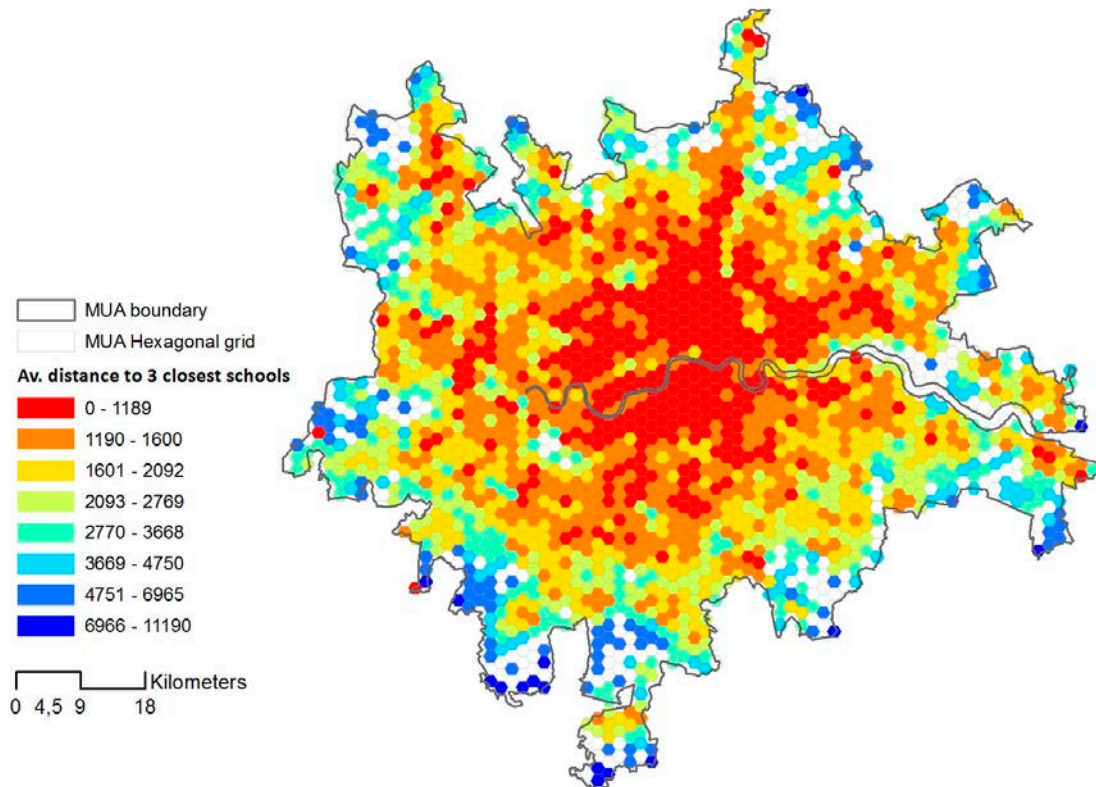 MUA boundary
MUA Hexagonal grid
Av. distance to 3 closest schools
0 - 1189
1190 - 1600
1601 - 2092
2093 - 2769
2770 - 3668
3669 - 4750
4751 - 6965
6966 - 11190
Kilometers
0 4,5 9 18